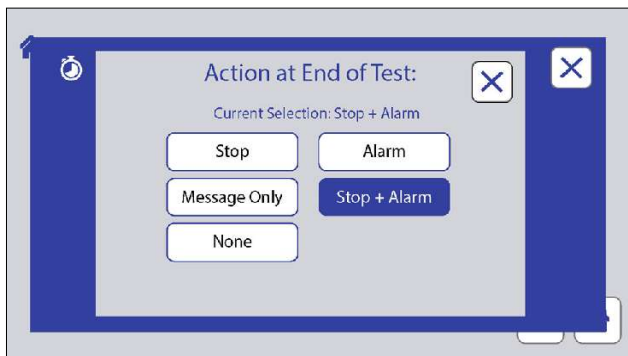 Action at End of Test:
Current Selection: Stop + Alarm
Stop
Alarm
Message Only
Stop + Alarm
None